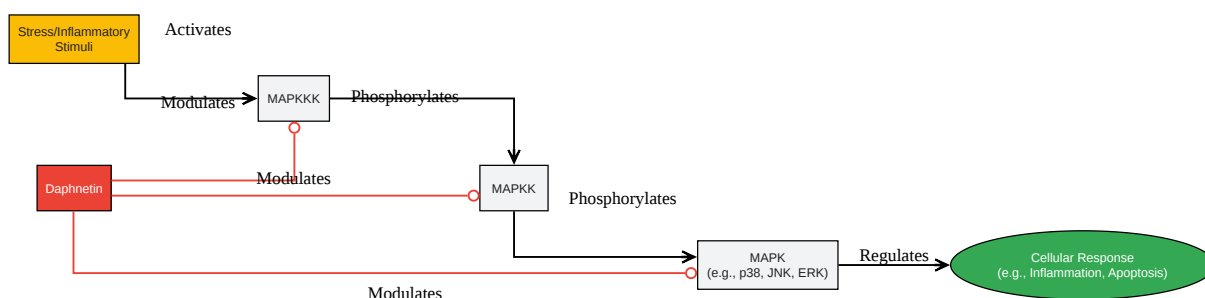 Stress/Inflammatory
Stimuli
Activates
Modulates
MAPKKK
Phosphorylates
Daphnetin
Modulates
MAPKK
Phosphorylates
MAPK
(e.g., p38, JNK, ERK)
Regulates
Cellular Response
(e.g., Inflammation, Apoptosis)
Modulates